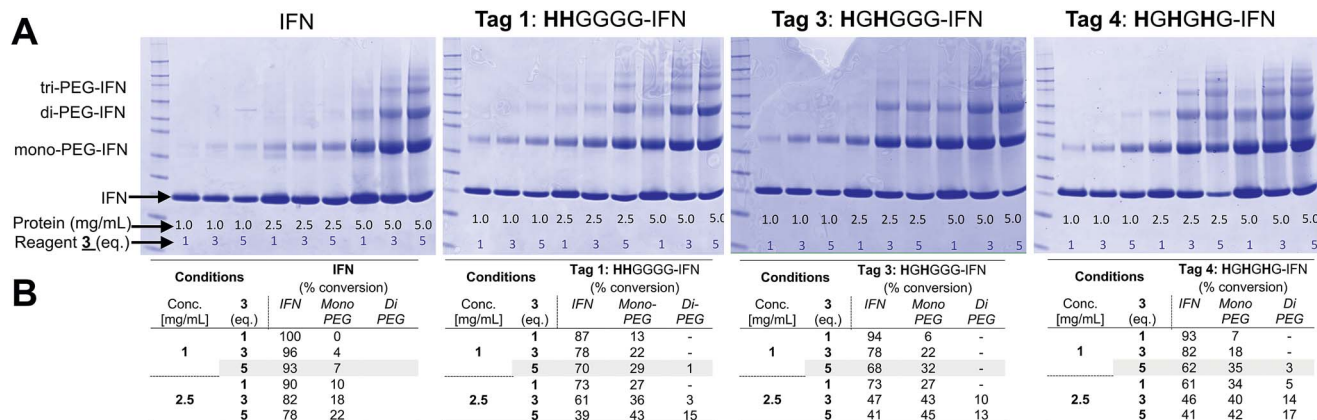 A
IFN
Tag 1: HHGGGG-IFN
Tag 3: HGHGGG-IFN
Tag 4: HGHGHG-IFN
tri-PEG-IFN
di-PEG-IFN
mono-PEG-IFN
IFN
Protein (mg/mL) 1.0 1.0 1.0 2.5 2.5 2.5 5.0 5.0 5.0
Reagent 3 (eq.) 1 3 5 1 3 5 1 3 5
1.0 1.0 1.0 2.5 2.5 2.5 5.0 5.0 5.0
1 3 5 1 3 5 1 3 5
1.0 1.0 1.0 2.5 2.5 2.5 5.0 5.0 5.0
1 3 5 1 3 5 1 3 5
1.0 1.0 1.0 2.5 2.5 2.5 5.0 5.0 5.0
1 3 5 1 3 5 1 3 5
B
Conditions IFN
(% conversion)
Conc. 3 IFN Mono Di
[mg/mL] (eq.) PEG PEG
1 100 0
1 3 96 4
5 93 7
1 90 10
2.5 3 82 18
5 78 22
Conditions Tag 1: HHGGGG-IFN
(% conversion)
Conc. 3 IFN Mono- Di-
[mg/mL] (eq.) PEG PEG
1 87 13 -
1 3 78 22 -
5 70 29 1
1 73 27 -
2.5 3 61 36 3
5 39 43 15
Conditions Tag 3: HGHGGG-IFN
(% conversion)
Conc. 3 IFN Mono Di
[mg/mL] (eq.) PEG PEG
1 94 6 -
1 3 78 22 -
5 68 32 -
1 73 27 -
2.5 3 47 43 10
5 41 45 13
Conditions Tag 4: HGHGHG-IFN
(% conversion)
Conc. 3 IFN Mono Di
[mg/mL] (eq.) PEG PEG
1 93 7 -
1 3 82 18 -
5 62 35 3
1 61 34 5
2.5 3 46 40 14
5 41 42 17